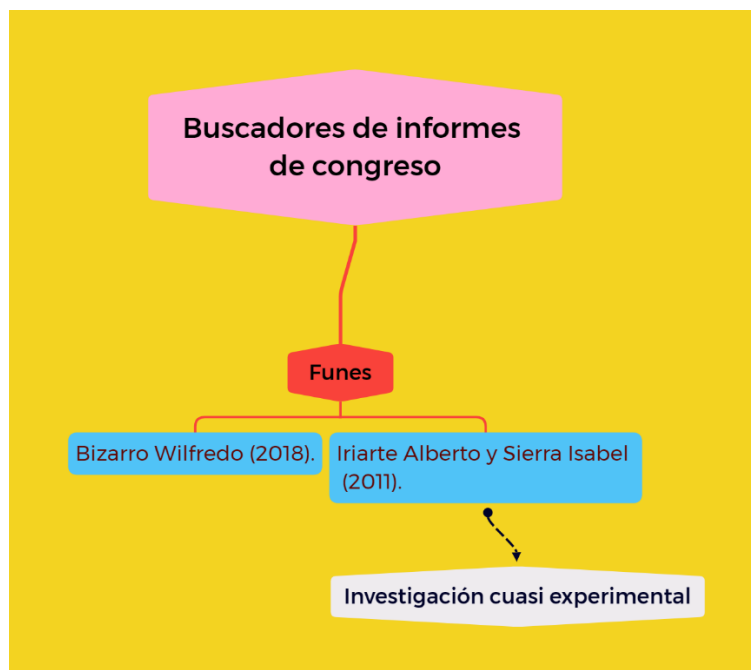 Buscadores de informes
de congreso
Funes
Bizarro Wilfredo (2018).
Iriarte Alberto y Sierra Isabel
(2011).
Investigación cuasi experimental